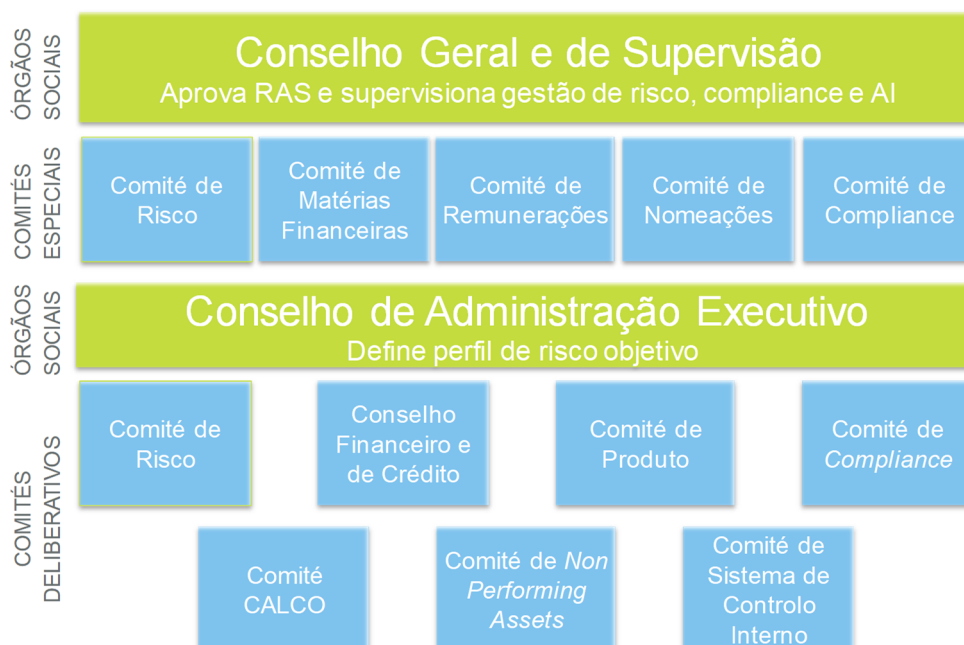 ÓRGÃOS
SOCIAIS
Conselho Geral e de Supervisão
Aprova RAS e supervisiona gestão de risco, compliance e AI
COMITÉS
ESPECIAIS
Comité de
Risco
Comité de
Matérias
Financeiras
Comité de
Remunerações
Comité de
Nomeações
Comité de
Compliance
ÓRGÃOS
SOCIAIS
Conselho de Administração Executivo
Define perfil de risco objetivo
COMITÉS
DELIBERATIVOS
Comité de
Risco
Conselho
Financeiro e
de Crédito
Comité de
Produto
Comité de
Compliance
Comité
CALCO
Comité de Non
Performing
Assets
Comité de
Sistema de
Controlo
Interno